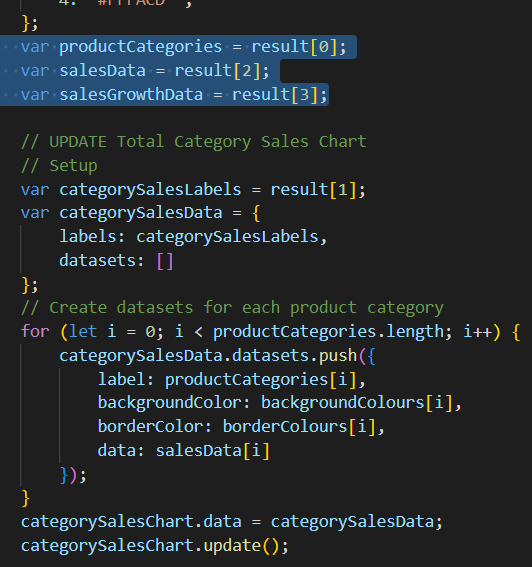 };
var productCategories = result[0];
var salesData = result[2];
var salesGrowthData = result[3];
// UPDATE Total Category Sales Chart
// Setup
var categorySalesLabels = result[1];
var categorySalesData = {
labels: categorySalesLabels,
datasets: []
};
// Create datasets for each product category
for (let i = 0; i < productCategories.length; i++) {
categorySalesData.datasets.push({
label: productCategories[i],
backgroundColor: backgroundColours[i],
borderColor: borderColours[i],
data: salesData[i]
});
}
categorySalesChart.data = categorySalesData;
categorySalesChart.update();